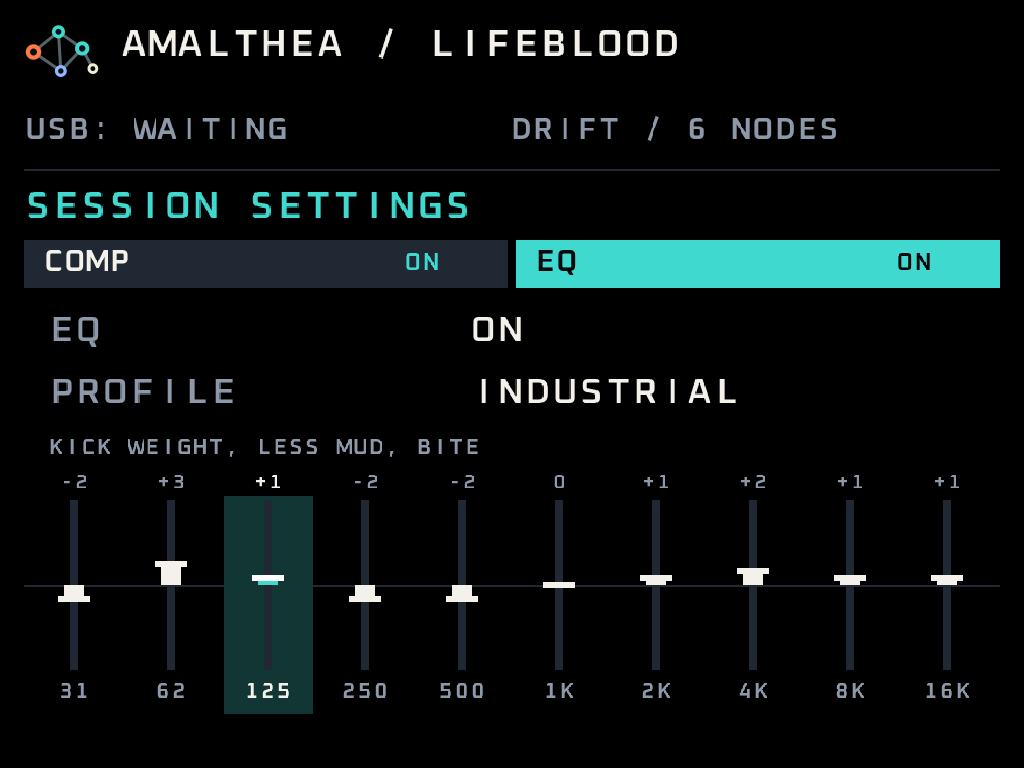 AMALTHEA / LIFEBLOOD
USB: WAITING DRIFT / 6 NODES
SESSION SETTINGS
COMP ON EQ ON
EQ ON
PROFILE INDUSTRIAL
KICK WEIGHT, LESS MUD, BITE
-2 +3 +1 -2 -2 0 +1 +2 +1 +1
31 62 125 250 500 1K 2K 4K 8K 16K